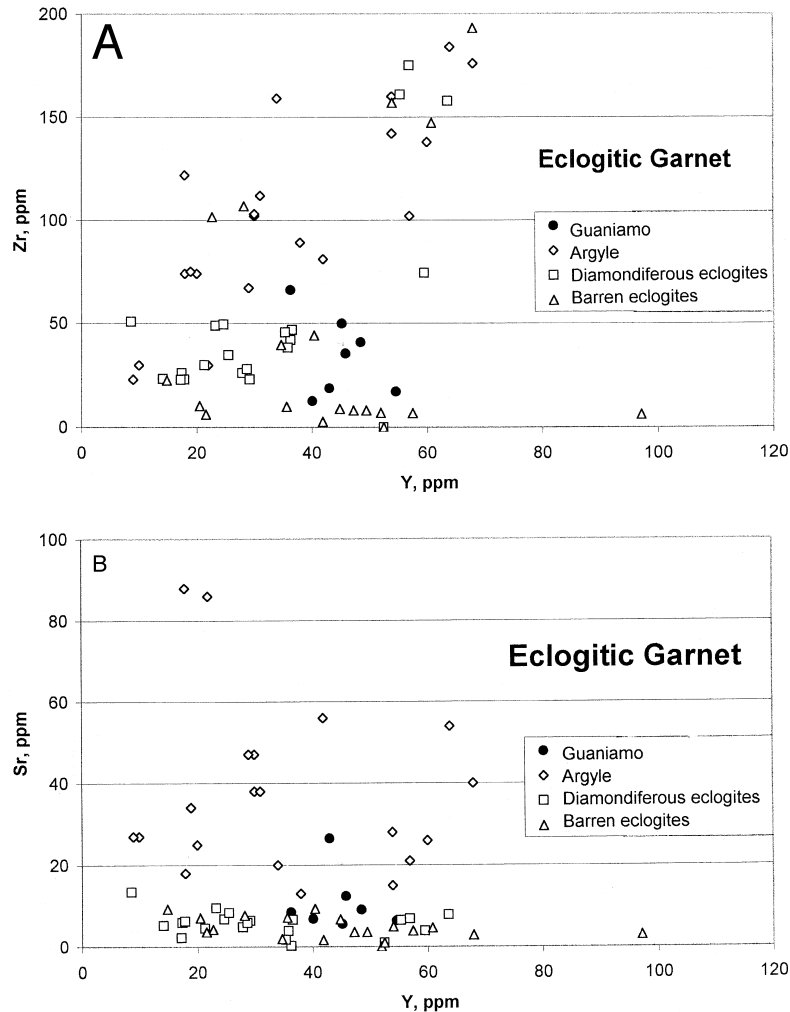 A
200
150
100
50
0
Zr, ppm
Eclogitic Garnet
Guaniamo
Argyle
Diamondiferous eclogites
Barren eclogites
0 20 40 60 80 100 120
Y, ppm
B
100
80
60
40
20
0
Sr, ppm
Eclogitic Garnet
Guaniamo
Argyle
Diamondiferous eclogites
Barren eclogites
0 20 40 60 80 100 120
Y, ppm